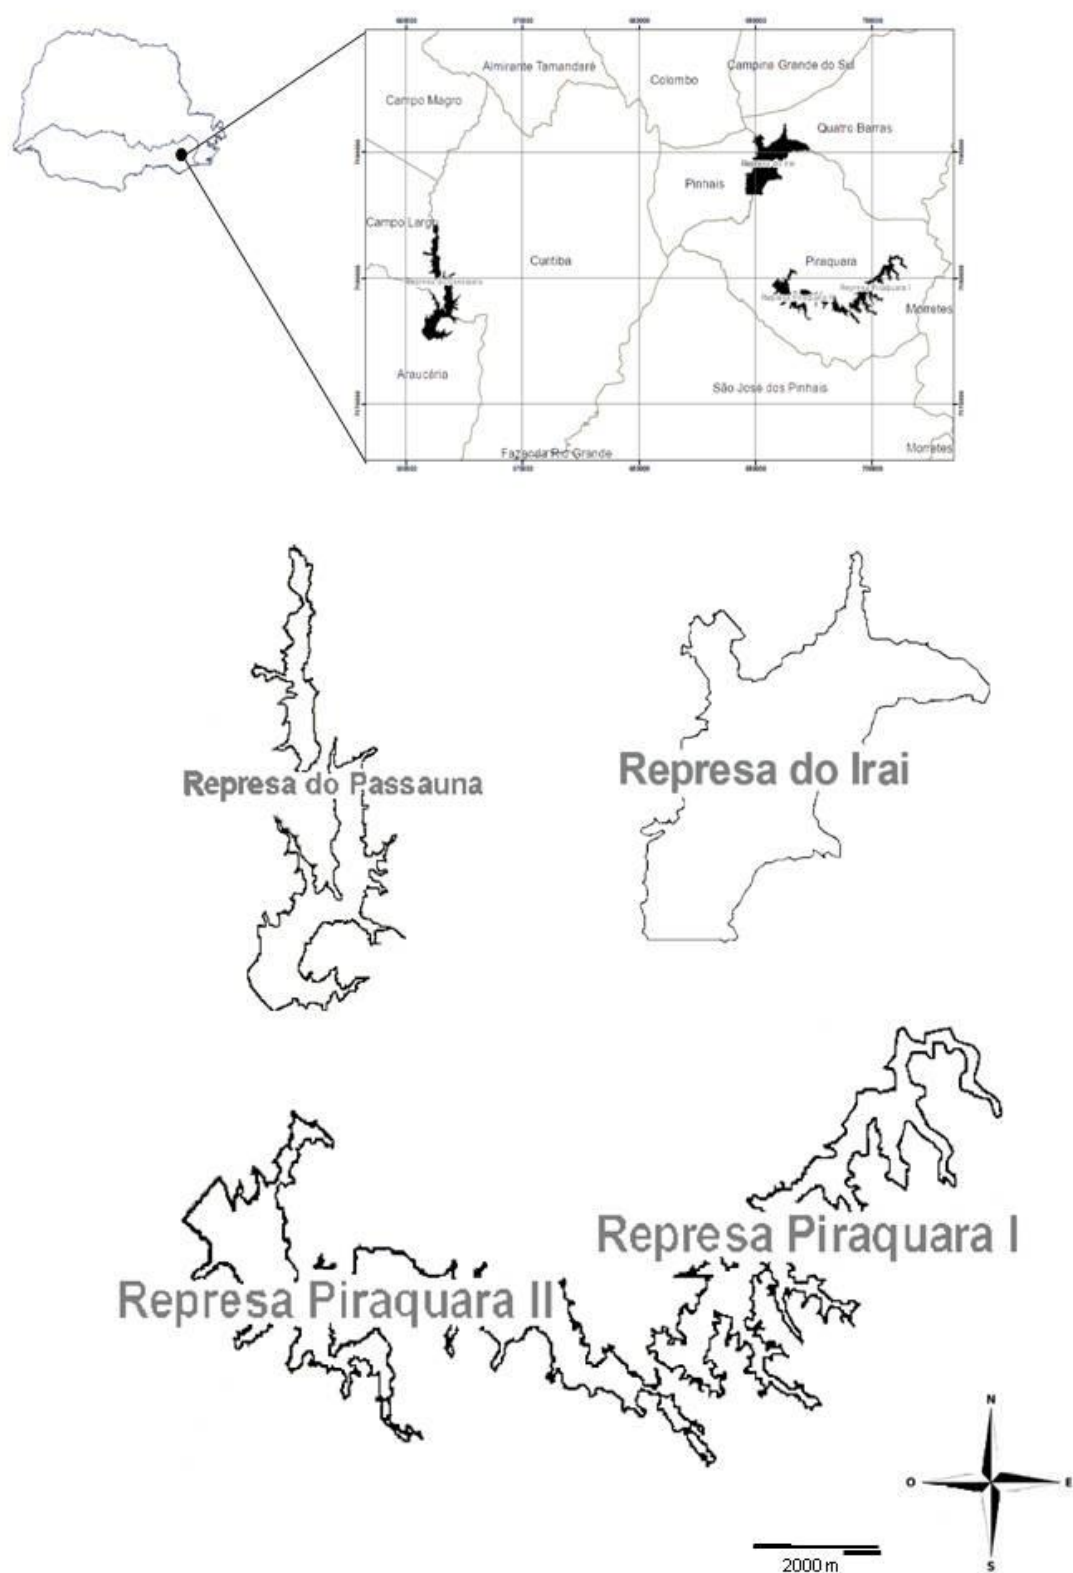 Almirante Tamandaré
Colombo
Campina Grande do Sul
Campo Magro
Quatro Barras
Pinhais
Campo Largo
Curitiba
Piraquara
Represa Piraquara I
Morretes
Araucária
São José dos Pinhais
Fazenda Rio Grande
Morretes
Represa do Passauna
Represa do Irai
Represa Piraquara I
Represa Piraquara II
N
O
E
S
2000 m